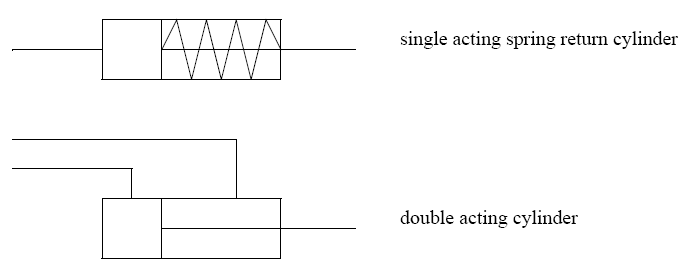 single acting spring return cylinder
double acting cylinder